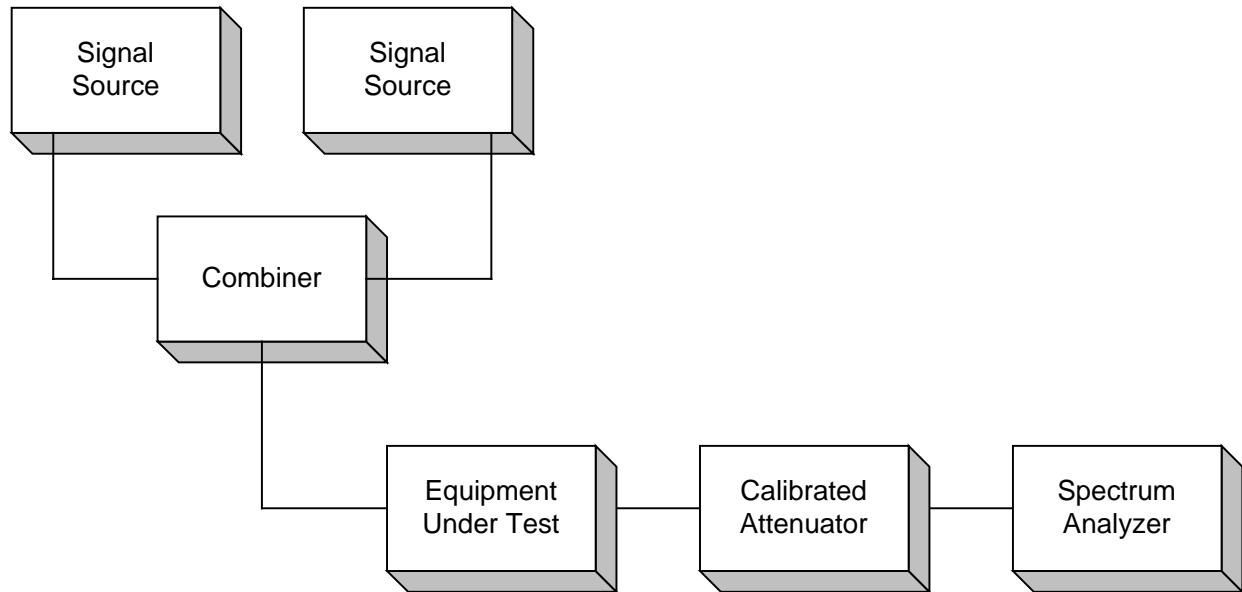 Signal
Source
Signal
Source
Combiner
Equipment
Under Test
Calibrated
Attenuator
Spectrum
Analyzer